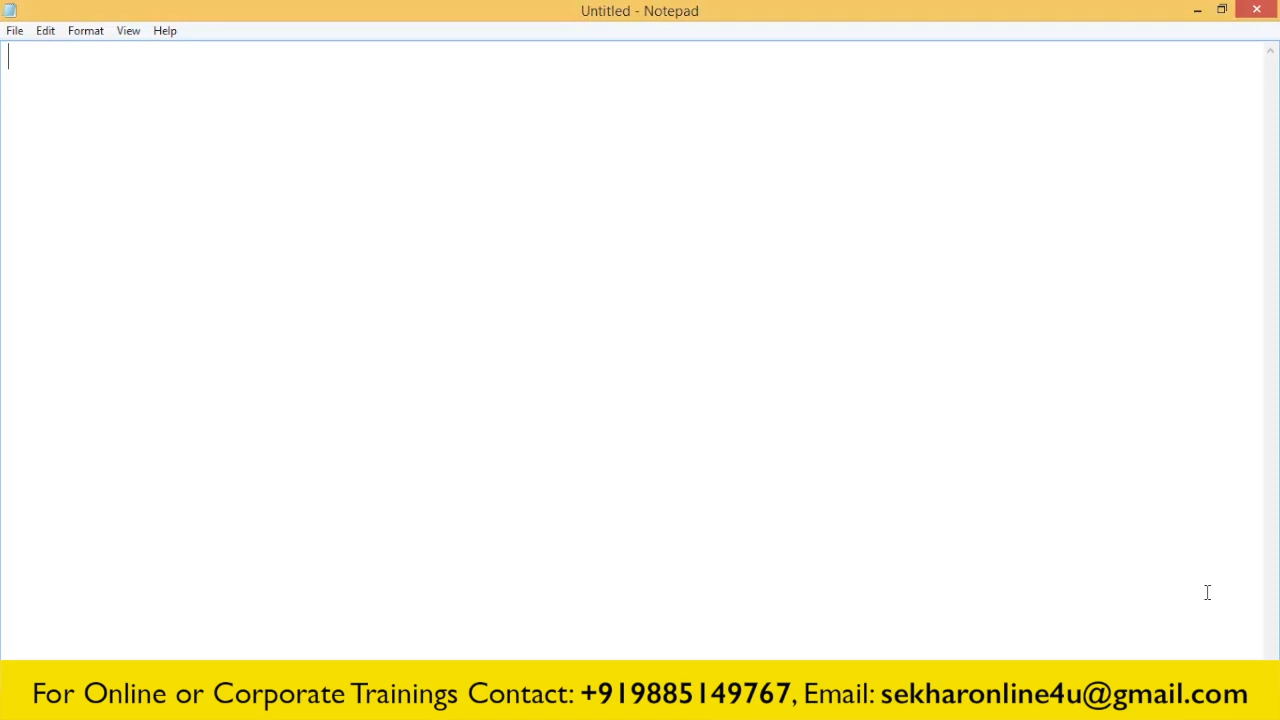 Untitled - Notepad
File Edit Format View Help
For Online or Corporate Trainings Contact: +919885149767, Email: sekharonline4u@gmail.com